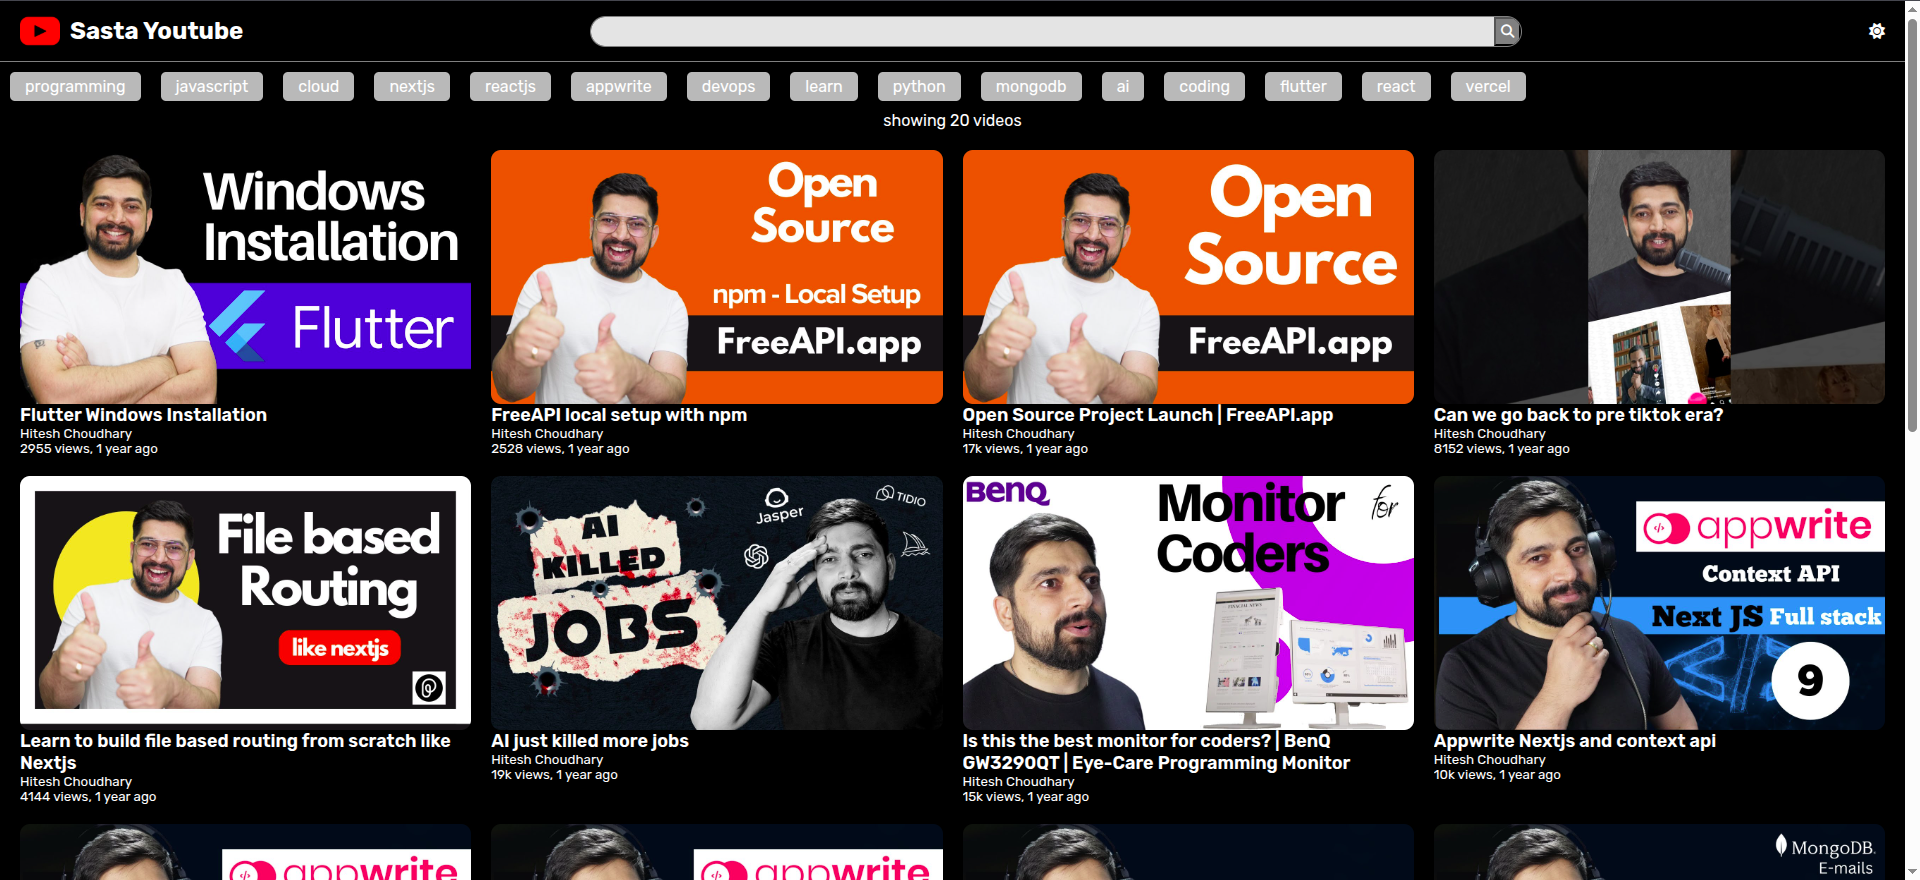 Sasta Youtube
programming javascript cloud nextjs reactjs appwrite devops learn python mongodb ai coding flutter react vercel
showing 20 videos
Windows
Installation
Flutter
Open
Source
npm - Local Setup
FreeAPI.app
Open
Source
FreeAPI.app
Flutter Windows Installation
Hitesh Choudhary
2955 views, 1 year ago
FreeAPI local setup with npm
Hitesh Choudhary
2528 views, 1 year ago
Open Source Project Launch | FreeAPI.app
Hitesh Choudhary
17k views, 1 year ago
Can we go back to pre tiktok era?
Hitesh Choudhary
8152 views, 1 year ago
File based
Routing
like nextjs
AI
KILLED
JOBS
Jasper
TIDIO
BenQ
Monitor for
Coders
FINANCIAL NEWS
appwrite
Context API
Next JS Full stack
9
Learn to build file based routing from scratch like
Nextjs
Hitesh Choudhary
4144 views, 1 year ago
AI just killed more jobs
Hitesh Choudhary
19k views, 1 year ago
Is this the best monitor for coders? | BenQ
GW3290QT | Eye-Care Programming Monitor
Hitesh Choudhary
15k views, 1 year ago
Appwrite Nextjs and context api
Hitesh Choudhary
10k views, 1 year ago
appwrite
appwrite
MongoDB.
E-mails